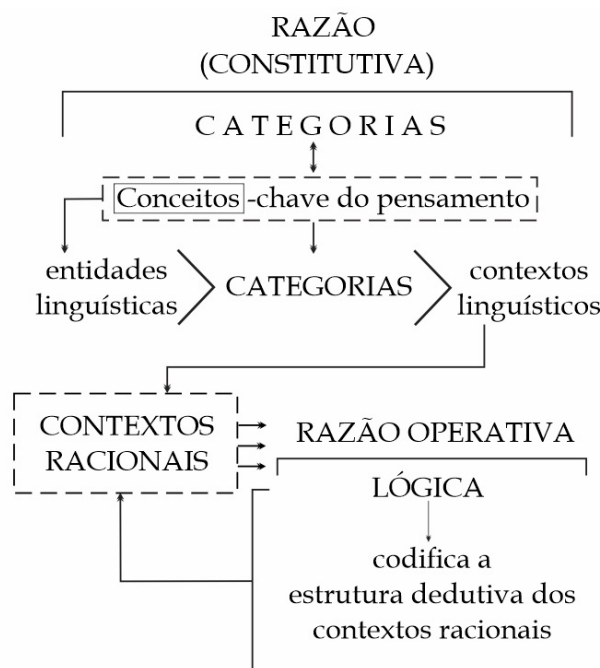 RAZÃO
(CONSTITUTIVA)
CATEGORIAS
Conceitos-chave do pensamento
entidades
linguísticas
CATEGORIAS
contextos
linguísticos
CONTEXTOS
RACIONAIS
RAZÃO OPERATIVA
LÓGICA
codifica a
estrutura dedutiva dos
contextos racionais